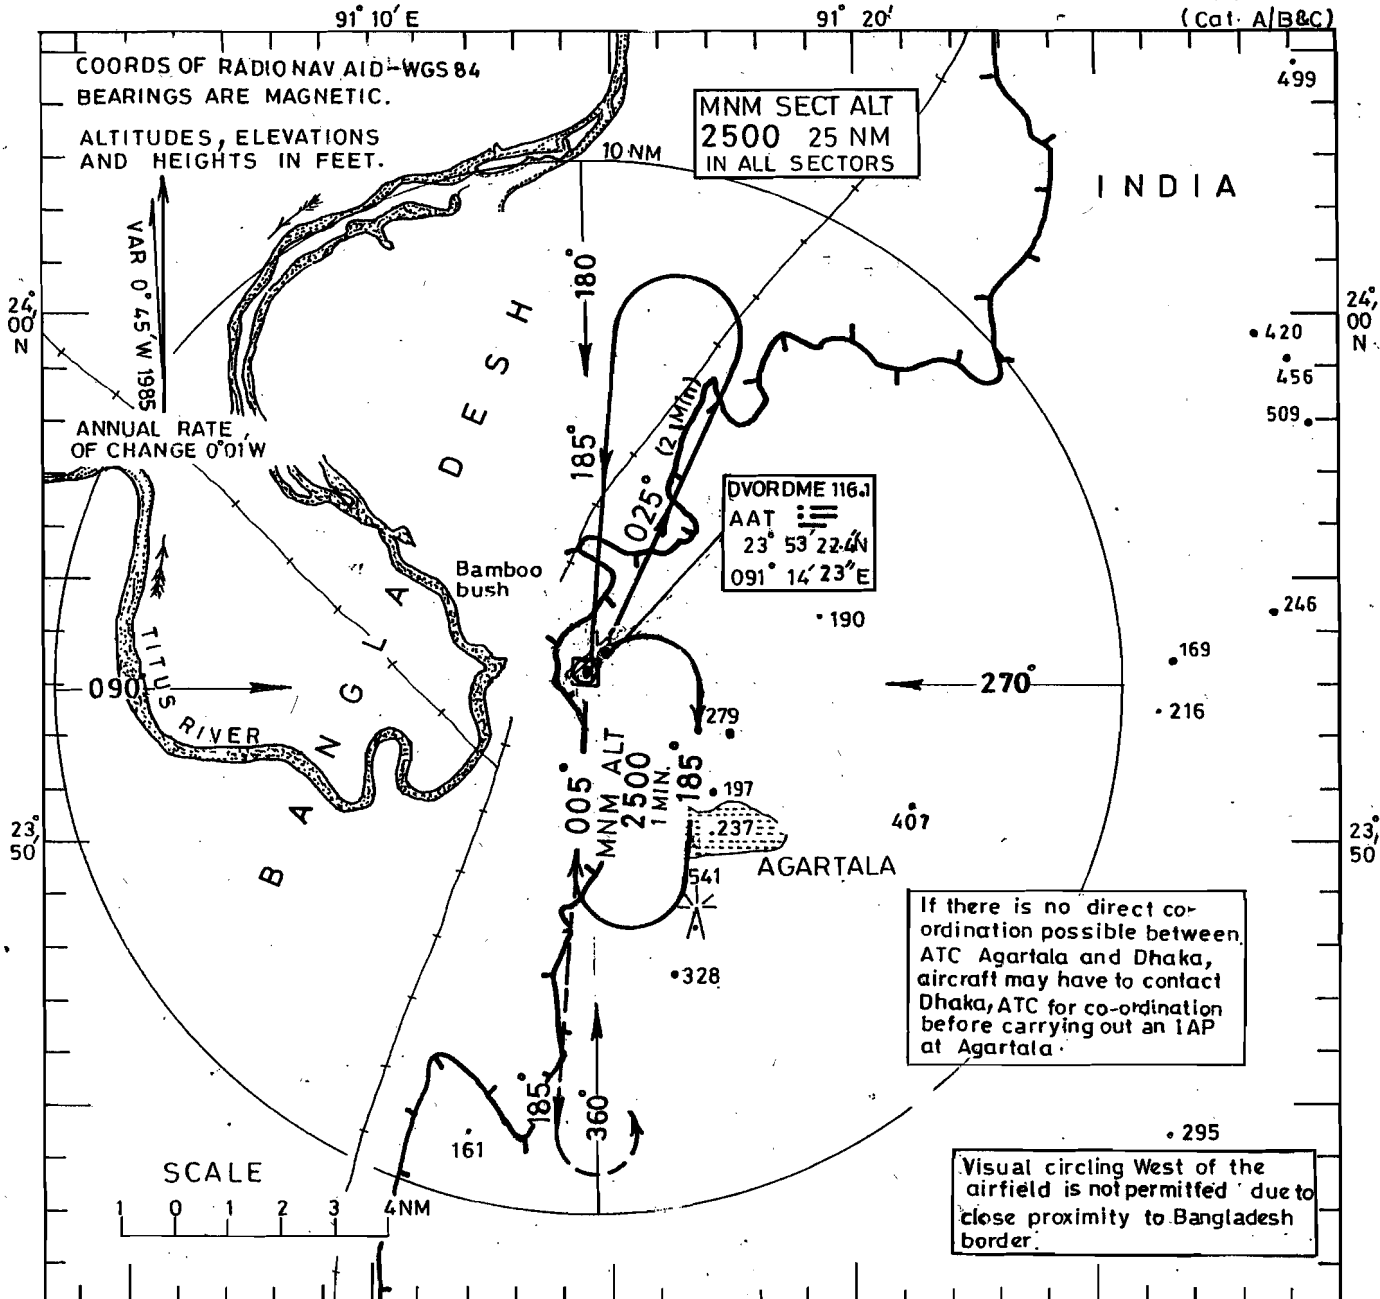 91° 10′ E
91° 20′
(Cat. A/B&C)
COORDS OF RADIO NAV AID-WGS 84
BEARINGS ARE MAGNETIC.
ALTITUDES, ELEVATIONS
AND HEIGHTS IN FEET.
MNM SECT ALT
2500 25 NM
IN ALL SECTORS
499
10 NM
INDIA
VAR 0° 45′W 1985
180°
24°
00′
N
24°
00′
N
420
456
509
ANNUAL RATE
OF CHANGE 0°01′W
185°
025°
(2 1Min)
DVORDME 116.1
AAT
23° 53′ 22.4″N
091° 14′ 23″E
Bamboo
bush
190
246
169
216
BANGLA DESH
TITUS RIVER
090
270°
279
005
MNM ALT
2500
1 MIN.
185
197
237
407
23°
50′
23°
50
AGARTALA
541
328
If there is no direct co-
ordination possible between
ATC Agartala and Dhaka,
aircraft may have to contact
Dhaka, ATC for co-ordination
before carrying out an IAP
at Agartala.
185°
360°
161
295
Visual circling West of the
airfield is not permitted due to
close proximity to Bangladesh
border.
SCALE
1 0 1 2 3 4NM